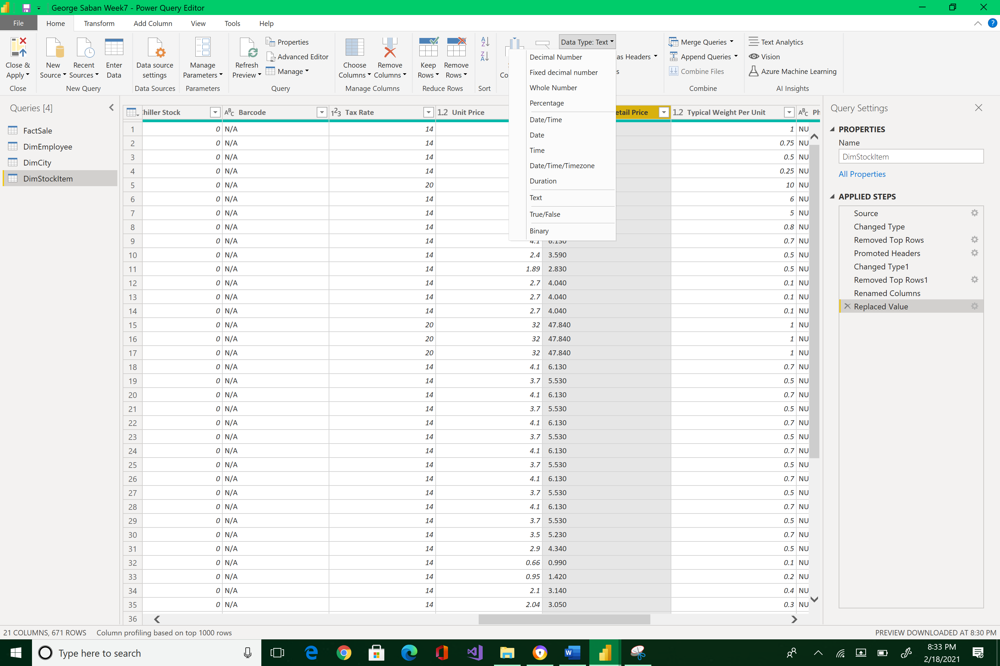 George Saban Week7 - Power Query Editor
File Home Transform Add Column View Tools Help
Close & Apply
Close
New Source
Recent Sources
Enter Data
New Query
Data source settings
Data Sources
Manage Parameters
Parameters
Refresh Preview
Properties
Advanced Editor
Manage
Query
Choose Columns
Remove Columns
Manage Columns
Keep Rows
Remove Rows
Reduce Rows
Sort
Data Type: Text
as Headers
Merge Queries
Append Queries
Combine Files
Combine
Text Analytics
Vision
Azure Machine Learning
AI Insights
Decimal Number
Fixed decimal number
Whole Number
Percentage
Date/Time
Date
Time
Date/Time/Timezone
Duration
Text
True/False
Binary
Queries [4]
FactSale
DimEmployee
DimCity
DimStockItem
hiller Stock ABC Barcode 123 Tax Rate 1.2 Unit Price etail Price 1.2 Typical Weight Per Unit ABC Ph
1 0 N/A 14 1 NU
2 0 N/A 14 0.75 NU
3 0 N/A 14 0.5 NU
4 0 N/A 14 0.25 NU
5 0 N/A 20 10 NU
6 0 N/A 14 6 NU
7 0 N/A 14 5 NU
8 0 N/A 14 0.8 NU
9 0 N/A 14 4.1 6.130 0.7 NU
10 0 N/A 14 2.4 3.590 0.5 NU
11 0 N/A 14 1.89 2.830 0.5 NU
12 0 N/A 14 2.7 4.040 0.1 NU
13 0 N/A 14 2.7 4.040 0.1 NU
14 0 N/A 14 2.7 4.040 0.1 NU
15 0 N/A 20 32 47.840 1 NU
16 0 N/A 20 32 47.840 1 NU
17 0 N/A 20 32 47.840 1 NU
18 0 N/A 14 4.1 6.130 0.7 NU
19 0 N/A 14 3.7 5.530 0.5 NU
20 0 N/A 14 4.1 6.130 0.7 NU
21 0 N/A 14 3.7 5.530 0.5 NU
22 0 N/A 14 4.1 6.130 0.7 NU
23 0 N/A 14 3.7 5.530 0.5 NU
24 0 N/A 14 4.1 6.130 0.7 NU
25 0 N/A 14 3.7 5.530 0.5 NU
26 0 N/A 14 4.1 6.130 0.7 NU
27 0 N/A 14 3.7 5.530 0.5 NU
28 0 N/A 14 4.1 6.130 0.7 NU
29 0 N/A 14 3.7 5.530 0.5 NU
30 0 N/A 14 3.5 5.230 0.7 NU
31 0 N/A 14 2.9 4.340 0.5 NU
32 0 N/A 14 0.66 0.990 0.1 NU
33 0 N/A 14 0.95 1.420 0.2 NU
34 0 N/A 14 2.1 3.140 0.4 NU
35 0 N/A 14 2.04 3.050 0.3 NU
36
Query Settings
PROPERTIES
Name
DimStockItem
All Properties
APPLIED STEPS
Source
Changed Type
Removed Top Rows
Promoted Headers
Changed Type1
Removed Top Rows1
Renamed Columns
Replaced Value
21 COLUMNS, 671 ROWS Column profiling based on top 1000 rows PREVIEW DOWNLOADED AT 8:30 PM
Type here to search
8:33 PM
2/18/2021